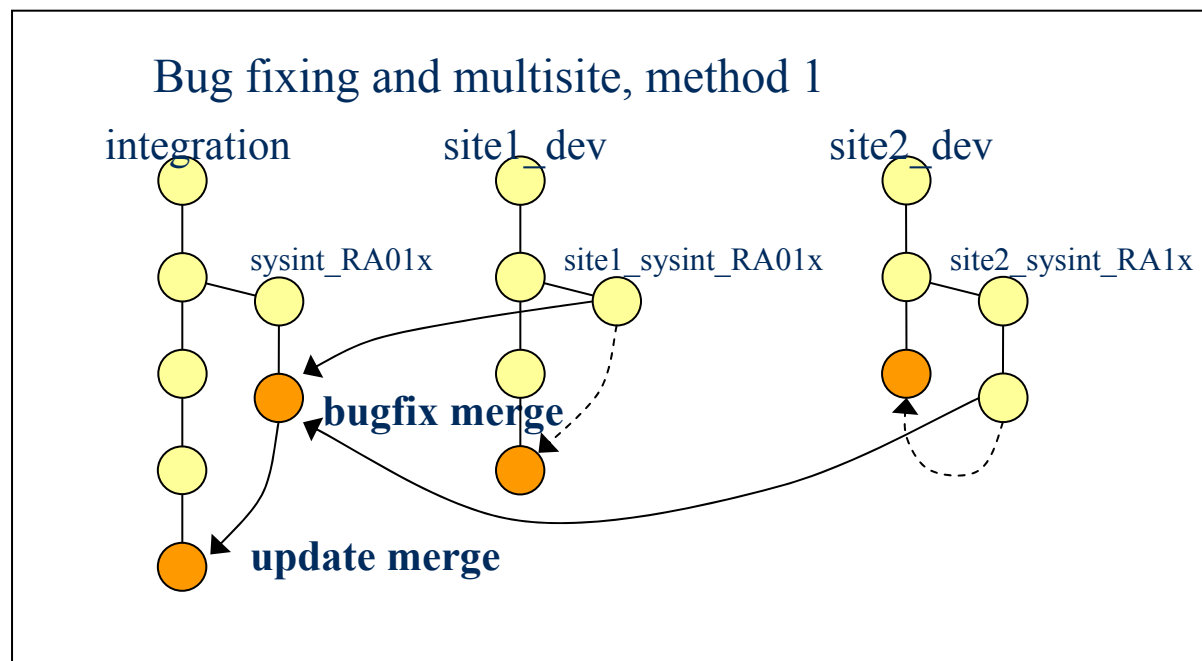 Bug fixing and multisite, method 1
integration site1_dev site2_dev
sysint_RA01x site1_sysint_RA01x site2_sysint_RA1x
bugfix merge
update merge